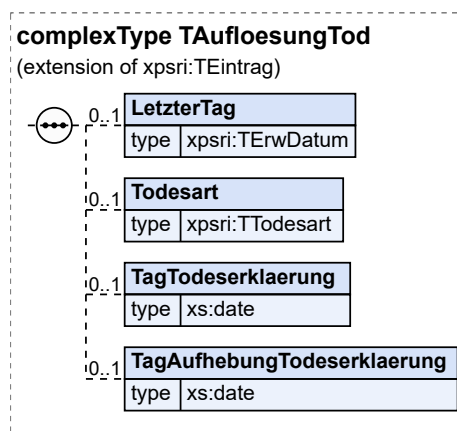 complexType TAufloesungTod
(extension of xpsri:TEintrag)
0..1 LetzterTag
type xpsri:TErwDatum
0..1 Todesart
type xpsri:TTodesart
0..1 TagTodeserklaerung
type xs:date
0..1 TagAufhebungTodeserklaerung
type xs:date